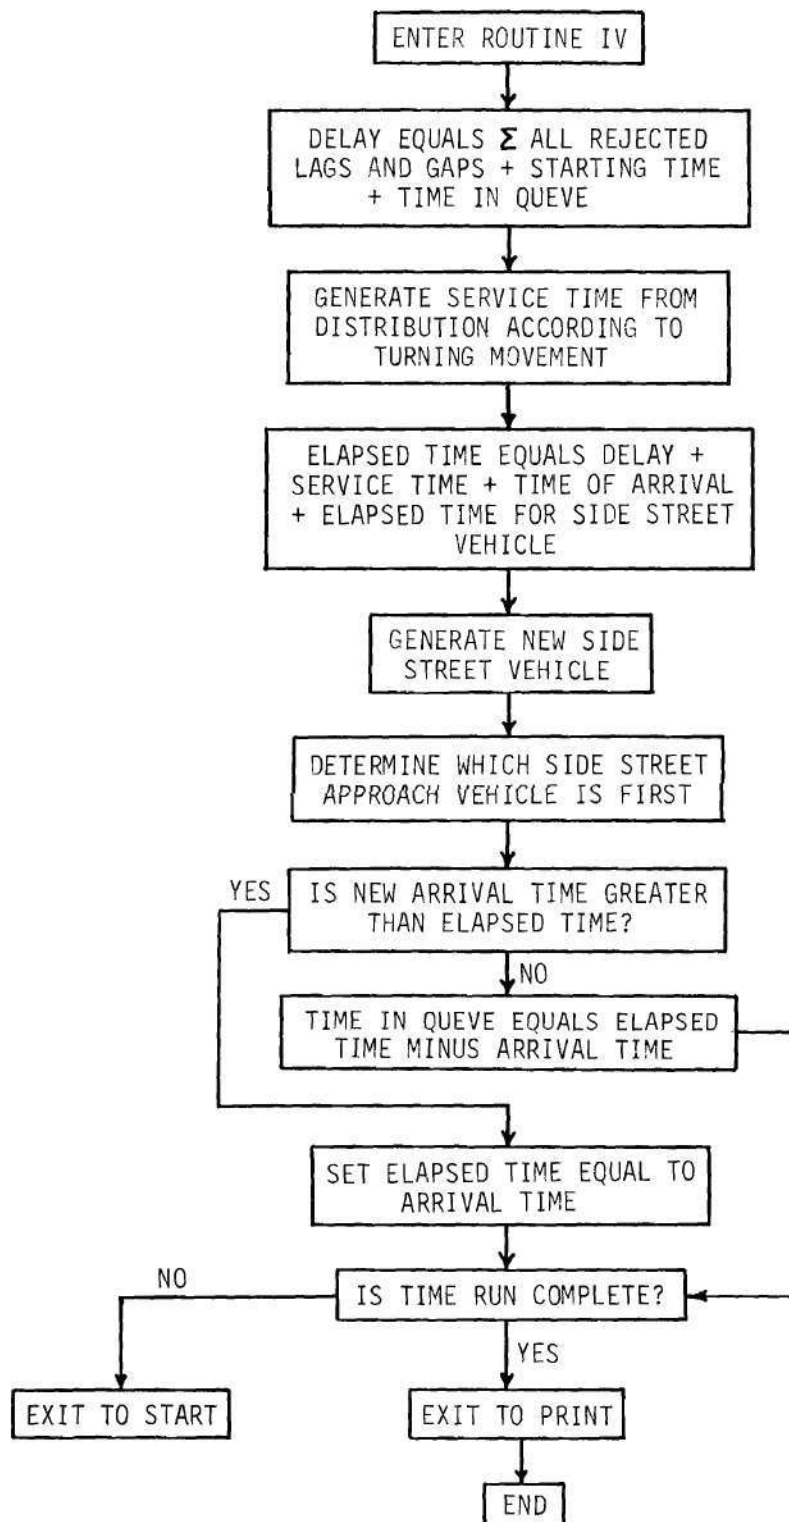 ENTER ROUTINE IV
DELAY EQUALS Σ ALL REJECTED
LAGS AND GAPS + STARTING TIME
+ TIME IN QUEVE
GENERATE SERVICE TIME FROM
DISTRIBUTION ACCORDING TO
TURNING MOVEMENT
ELAPSED TIME EQUALS DELAY +
SERVICE TIME + TIME OF ARRIVAL
+ ELAPSED TIME FOR SIDE STREET
VEHICLE
GENERATE NEW SIDE
STREET VEHICLE
DETERMINE WHICH SIDE STREET
APPROACH VEHICLE IS FIRST
YES
IS NEW ARRIVAL TIME GREATER
THAN ELAPSED TIME?
NO
TIME IN QUEVE EQUALS ELAPSED
TIME MINUS ARRIVAL TIME
SET ELAPSED TIME EQUAL TO
ARRIVAL TIME
NO
IS TIME RUN COMPLETE?
YES
EXIT TO START
EXIT TO PRINT
END